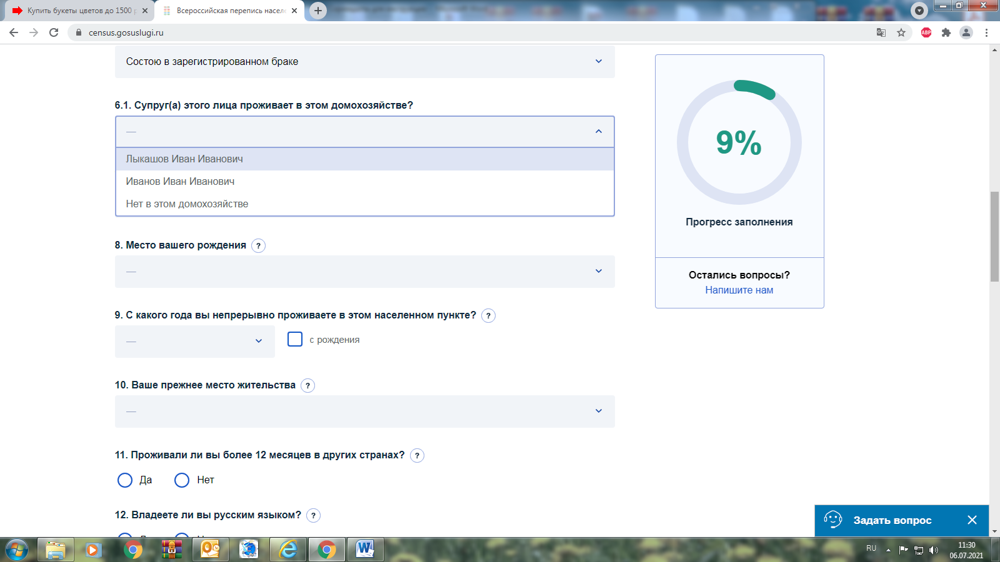 Купить букеты цветов до 1500 р
Всероссийская перепись населе
census.gosuslugi.ru
ABP
Состою в зарегистрированном браке
6.1. Супруг(а) этого лица проживает в этом домохозяйстве?
—
Лыкашов Иван Иванович
Иванов Иван Иванович
Нет в этом домохозяйстве
8. Место вашего рождения ?
—
9. С какого года вы непрерывно проживаете в этом населенном пункте? ?
— с рождения
10. Ваше прежнее место жительства ?
—
11. Проживали ли вы более 12 месяцев в других странах? ?
Да Нет
12. Владеете ли вы русским языком? ?
9%
Прогресс заполнения
Остались вопросы?
Напишите нам
Задать вопрос
RU
11:30
06.07.2021